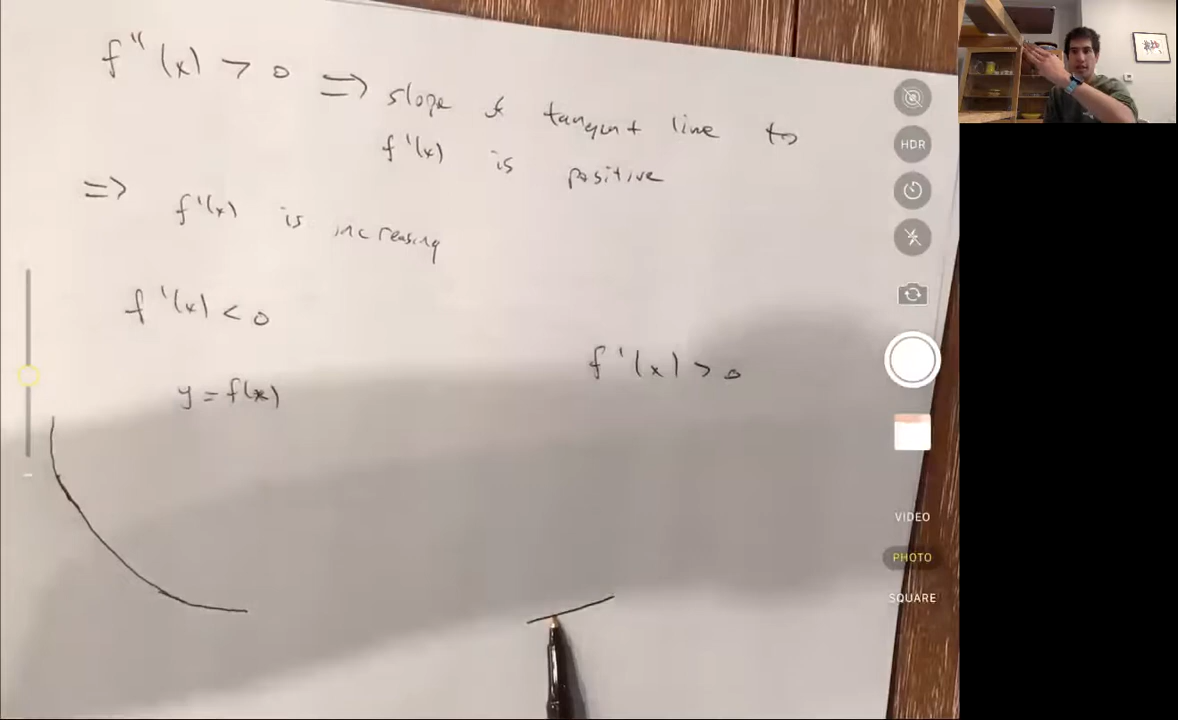 f''(x) > 0 ⇒ slope of tangent line to
f'(x) is positive
⇒ f'(x) is increasing
f'(x) < 0
f'(x) > 0
y = f(x)
HDR
VIDEO
PHOTO
SQUARE